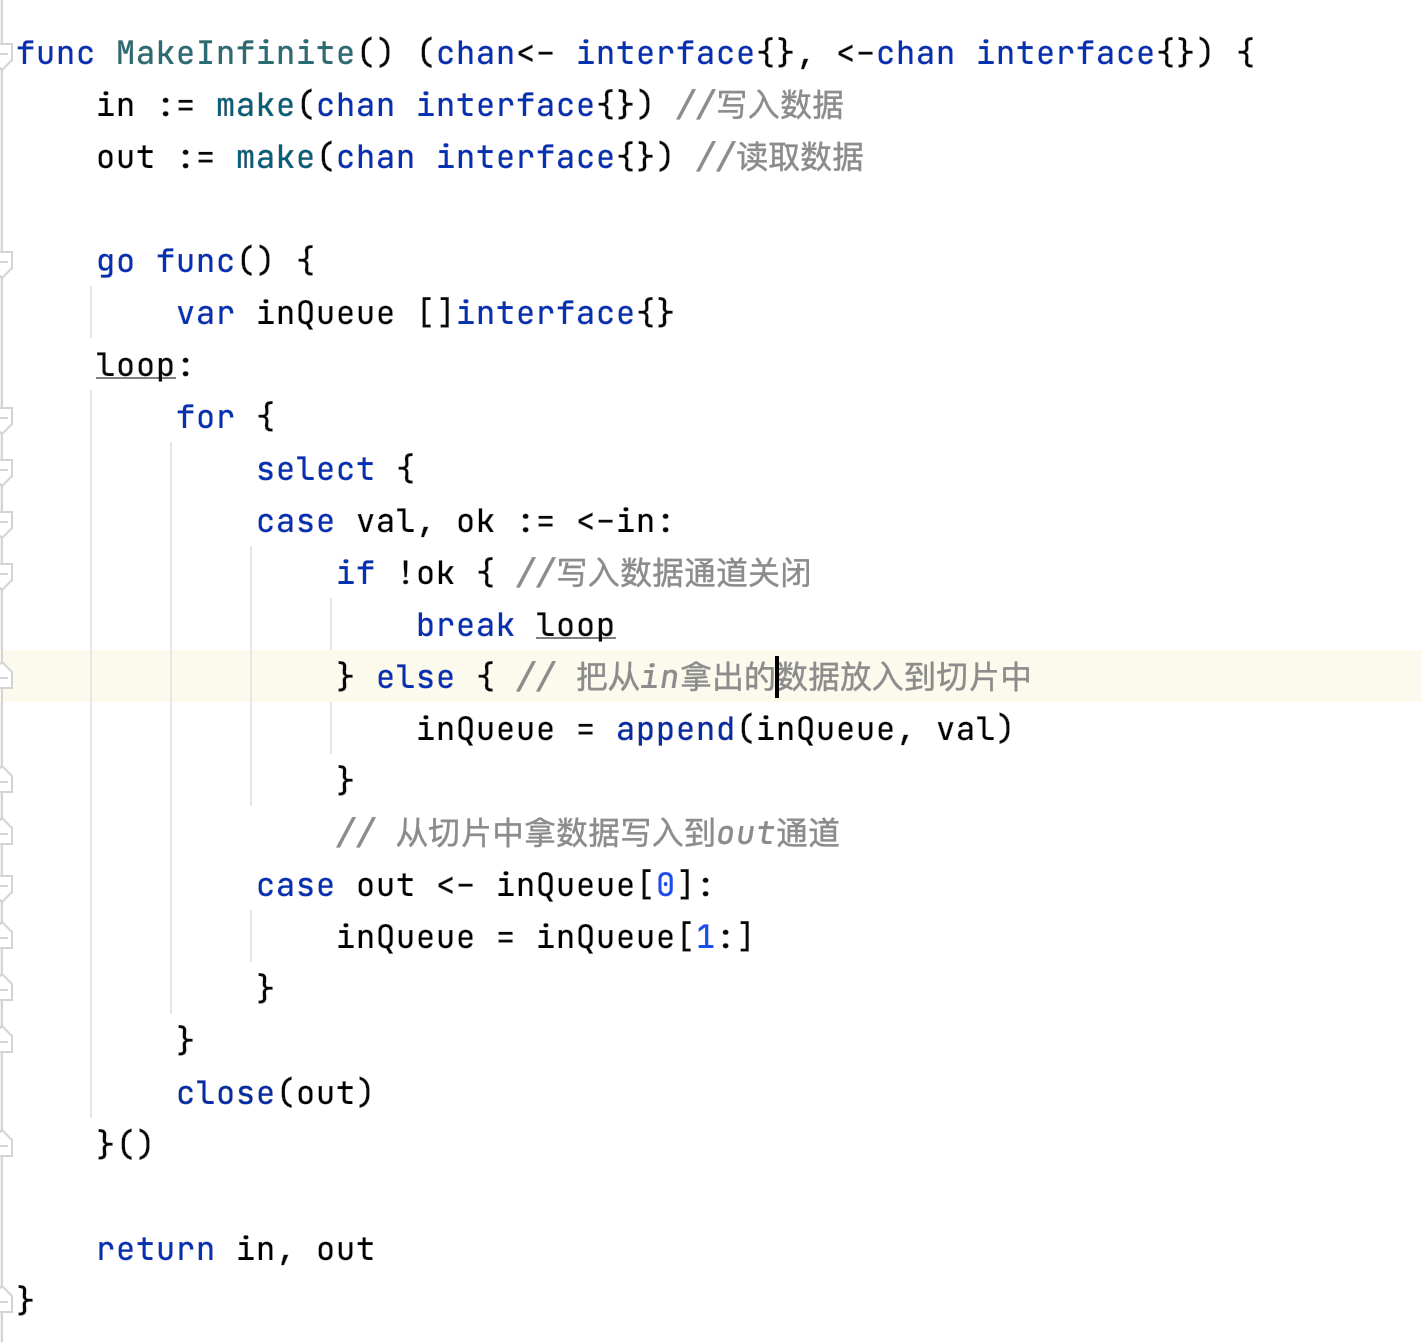 func MakeInfinite() (chan<- interface{}, <-chan interface{}) {
    in := make(chan interface{}) //写入数据
    out := make(chan interface{}) //读取数据

    go func() {
        var inQueue []interface{}
    loop:
        for {
            select {
            case val, ok := <-in:
                if !ok { //写入数据通道关闭
                    break loop
                } else { // 把从in拿出的数据放入到切片中
                    inQueue = append(inQueue, val)
                }
                // 从切片中拿数据写入到out通道
            case out <- inQueue[0]:
                inQueue = inQueue[1:]
            }
        }
        close(out)
    }()

    return in, out
}